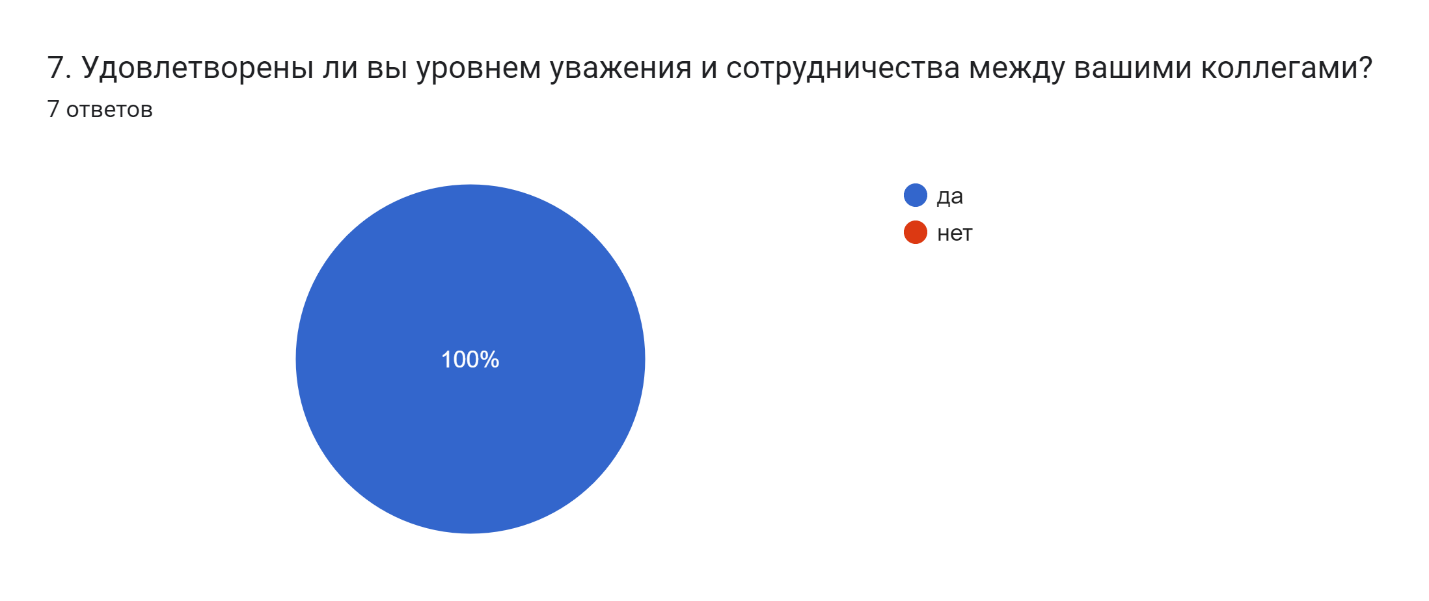 7. Удовлетворены ли вы уровнем уважения и сотрудничества между вашими коллегами?
7 ответов
да
нет
100%